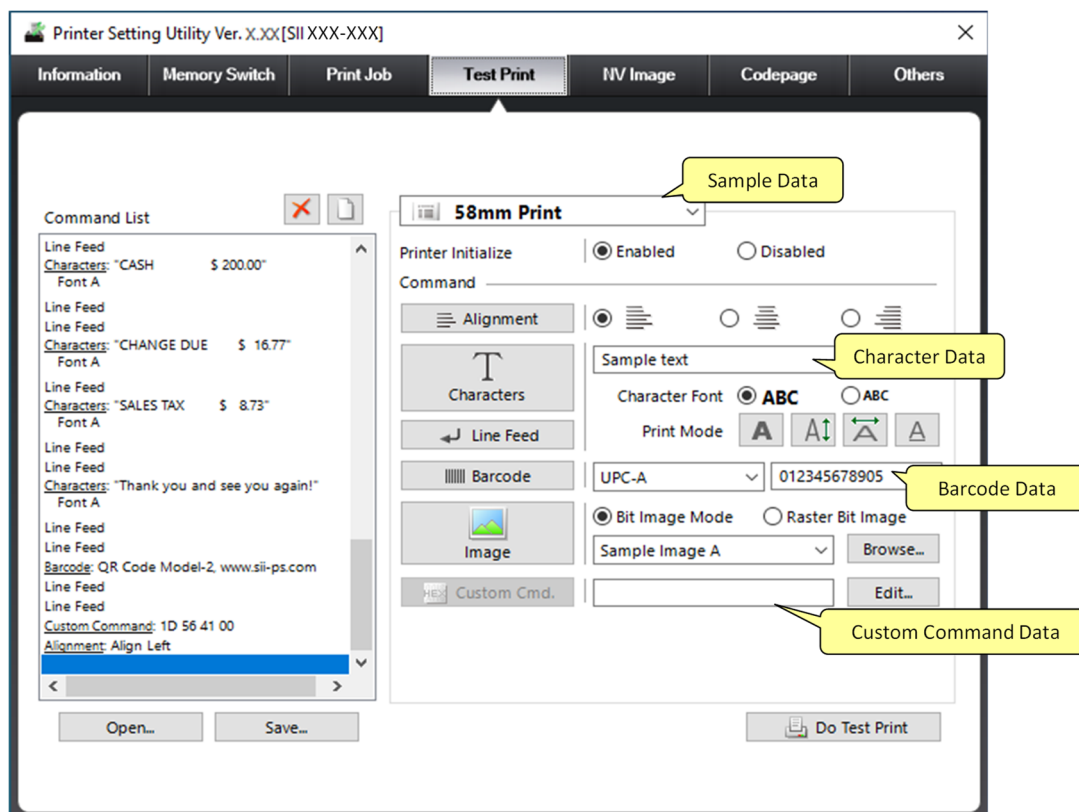 Printer Setting Utility Ver. X.XX[SII XXX-XXX]
Information Memory Switch Print Job Test Print NV Image Codepage Others
Sample Data
Command List
58mm Print
Printer Initialize Enabled Disabled
Command
Alignment
Characters
Sample text
Character Data
Character Font ABC ABC
Print Mode A A A A
Line Feed
Barcode UPC-A 012345678905
Barcode Data
Image
Bit Image Mode Raster Bit Image
Sample Image A Browse...
HEX Custom Cmd. Edit...
Custom Command Data
Line Feed
Characters: "CASH $ 200.00"
Font A
Line Feed
Line Feed
Characters: "CHANGE DUE $ 16.77"
Font A
Line Feed
Characters: "SALES TAX $ 8.73"
Font A
Line Feed
Line Feed
Characters: "Thank you and see you again!"
Font A
Line Feed
Line Feed
Barcode: QR Code Model-2, www.sii-ps.com
Line Feed
Line Feed
Custom Command: 1D 56 41 00
Alignment: Align Left
Open... Save... Do Test Print